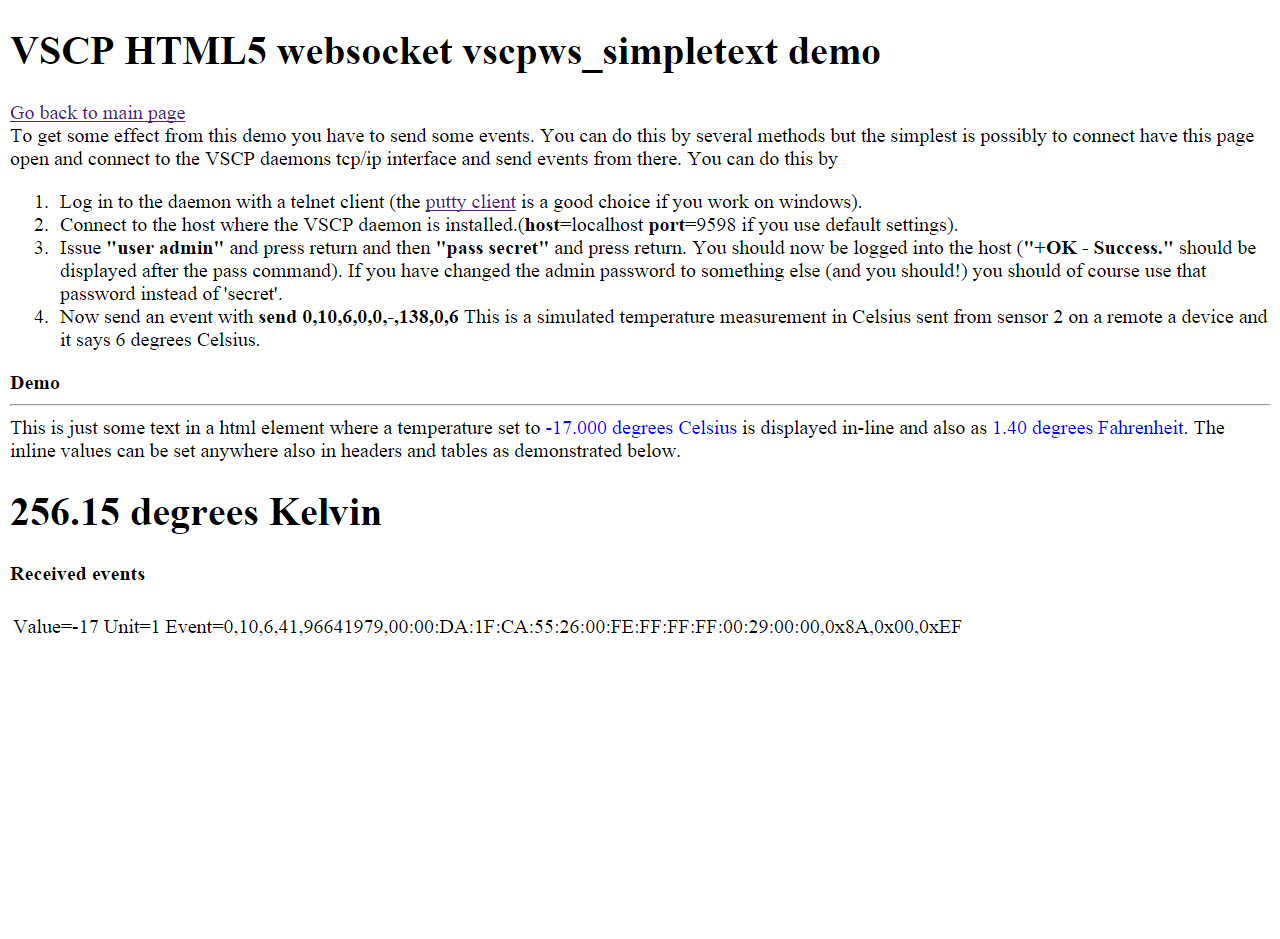 VSCP HTML5 websocket vscpws_simpletext demo
Go back to main page
To get some effect from this demo you have to send some events. You can do this by several methods but the simplest is possibly to connect have this page
open and connect to the VSCP daemons tcp/ip interface and send events from there. You can do this by
1. Log in to the daemon with a telnet client (the putty client is a good choice if you work on windows).
2. Connect to the host where the VSCP daemon is installed.(host=localhost port=9598 if you use default settings).
3. Issue "user admin" and press return and then "pass secret" and press return. You should now be logged into the host ("+OK - Success." should be
displayed after the pass command). If you have changed the admin password to something else (and you should!) you should of course use that
password instead of 'secret'.
4. Now send an event with send 0,10,6,0,0,-,138,0,6 This is a simulated temperature measurement in Celsius sent from sensor 2 on a remote a device and
it says 6 degrees Celsius.
Demo
This is just some text in a html element where a temperature set to -17.000 degrees Celsius is displayed in-line and also as 1.40 degrees Fahrenheit. The
inline values can be set anywhere also in headers and tables as demonstrated below.
256.15 degrees Kelvin
Received events
Value=-17 Unit=1 Event=0,10,6,41,96641979,00:00:DA:1F:CA:55:26:00:FE:FF:FF:FF:00:29:00:00,0x8A,0x00,0xEF